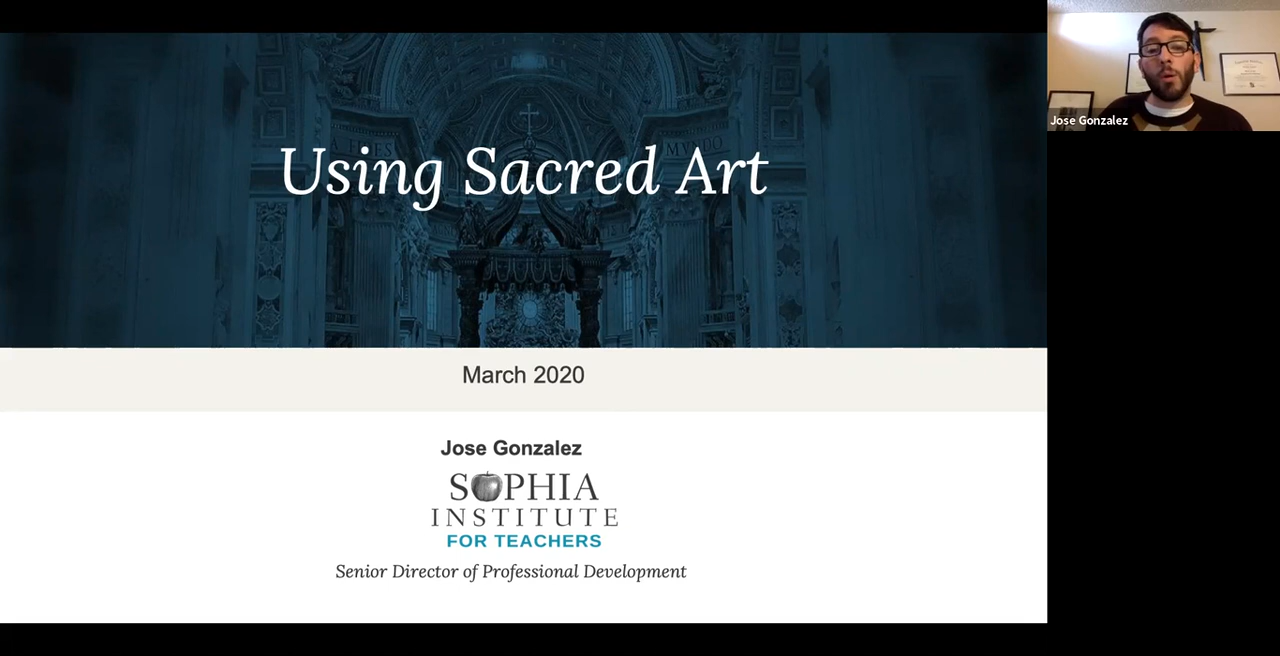 Using Sacred Art
March 2020
Jose Gonzalez
SOPHIA
INSTITUTE
FOR TEACHERS
Senior Director of Professional Development
Jose Gonzalez